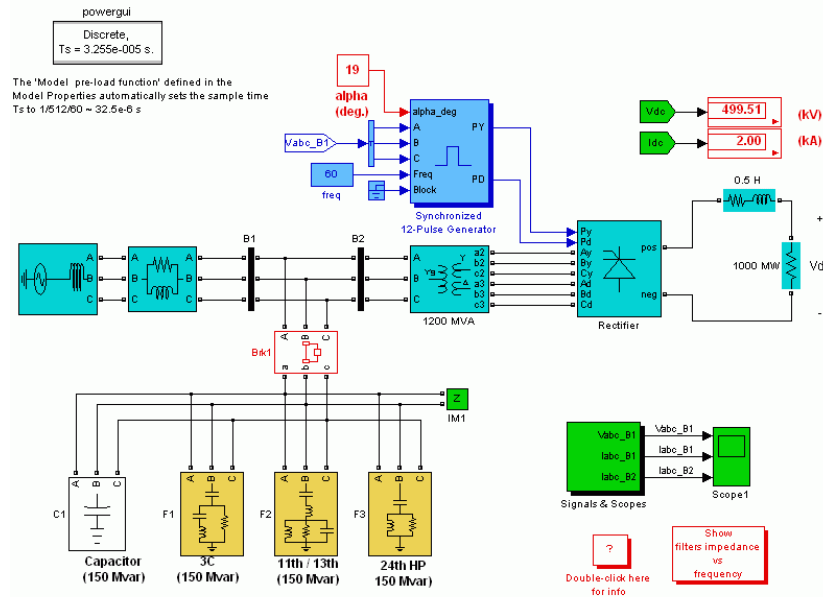 powergui
Discrete,
Ts = 3.255e-005 s.
The 'Model pre-load function' defined in the
Model Properties automatically sets the sample time
Ts to 1/512/60 ~ 32.5e-6 s
19
alpha
(deg.)
Vabc_B1
60
freq
alpha_deg
A
B
C
Freq
Block
PY
PD
Synchronized
12-Pulse Generator
Vdc
499.51
(kV)
Idc
2.00
(kA)
0.5 H
1000 MW
+
Vd
-
A
B
C
A
B
C
A
B
C
B1
B2
A
B
C
a2
b2
c2
a3
b3
c3
1200 MVA
Py
Pd
Ay
By
Cy
Ad
Bd
Cd
pos
neg
Rectifier
Brk1
A
B
C
a
b
c
Z
IM1
C1
A
B
C
Capacitor
(150 Mvar)
F1
A
B
C
3C
(150 Mvar)
F2
A
B
C
11th / 13th
(150 Mvar)
F3
A
B
C
24th HP
150 Mvar)
Vabc_B1
Iabc_B1
Iabc_B2
Vabc_B1
Iabc_B1
Iabc_B2
Signals & Scopes
Scope1
?
Double-click here
for info
Show
filters impedance
vs
frequency